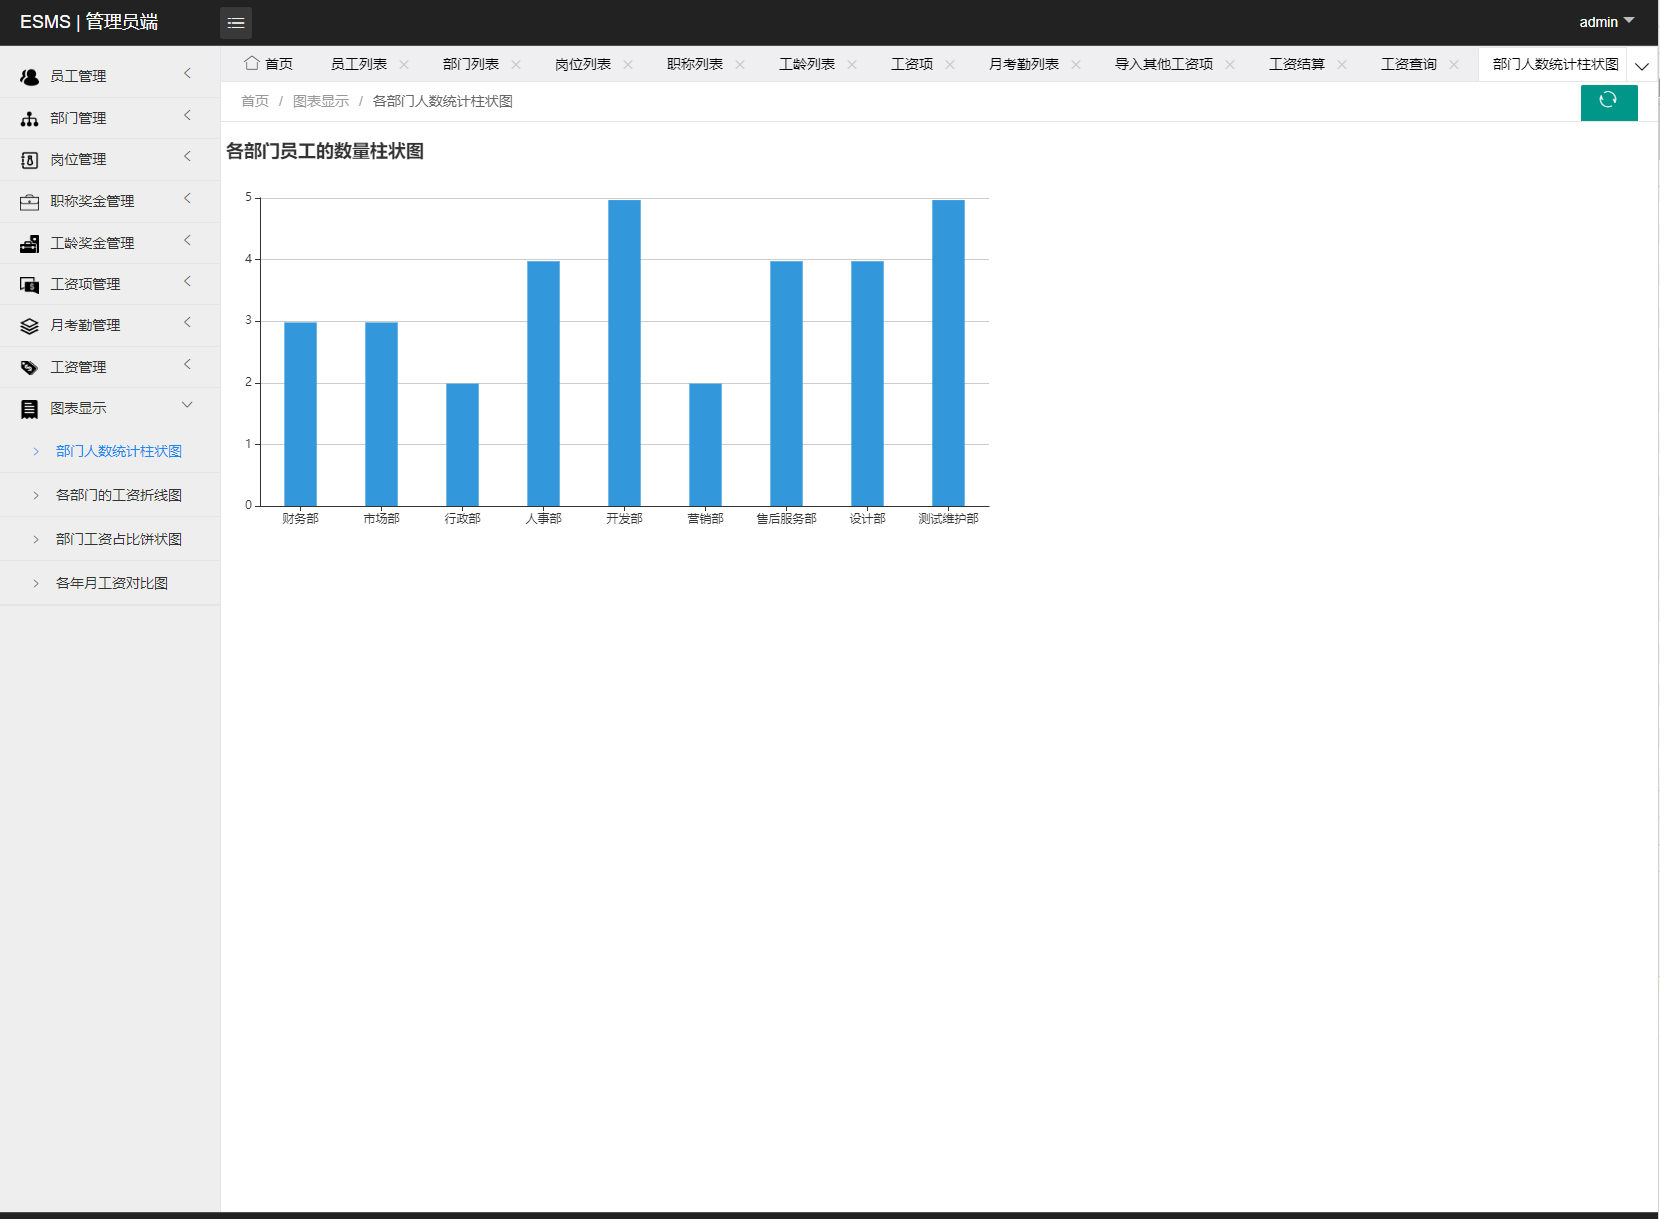 ESMS | 管理员端
admin
员工管理
部门管理
岗位管理
职称奖金管理
工龄奖金管理
工资项管理
月考勤管理
工资管理
图表显示
部门人数统计柱状图
各部门的工资折线图
部门工资占比饼状图
各年月工资对比图
首页 员工列表 部门列表 岗位列表 职称列表 工龄列表 工资项 月考勤列表 导入其他工资项 工资结算 工资查询 部门人数统计柱状图
首页 / 图表显示 / 各部门人数统计柱状图
各部门员工的数量柱状图
5
4
3
2
1
0
财务部 市场部 行政部 人事部 开发部 营销部 售后服务部 设计部 测试维护部